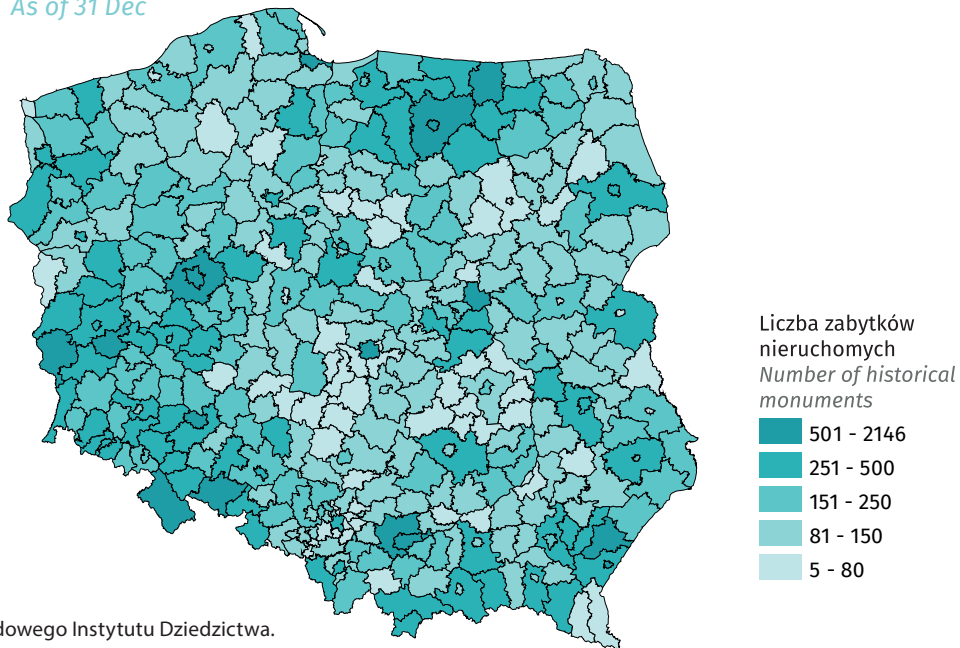 As of 31 Dec
Liczba zabytków
nieruchomych
Number of historical
monuments
501 - 2146
251 - 500
151 - 250
81 - 150
5 - 80
Instytutu Dziedzictwa.